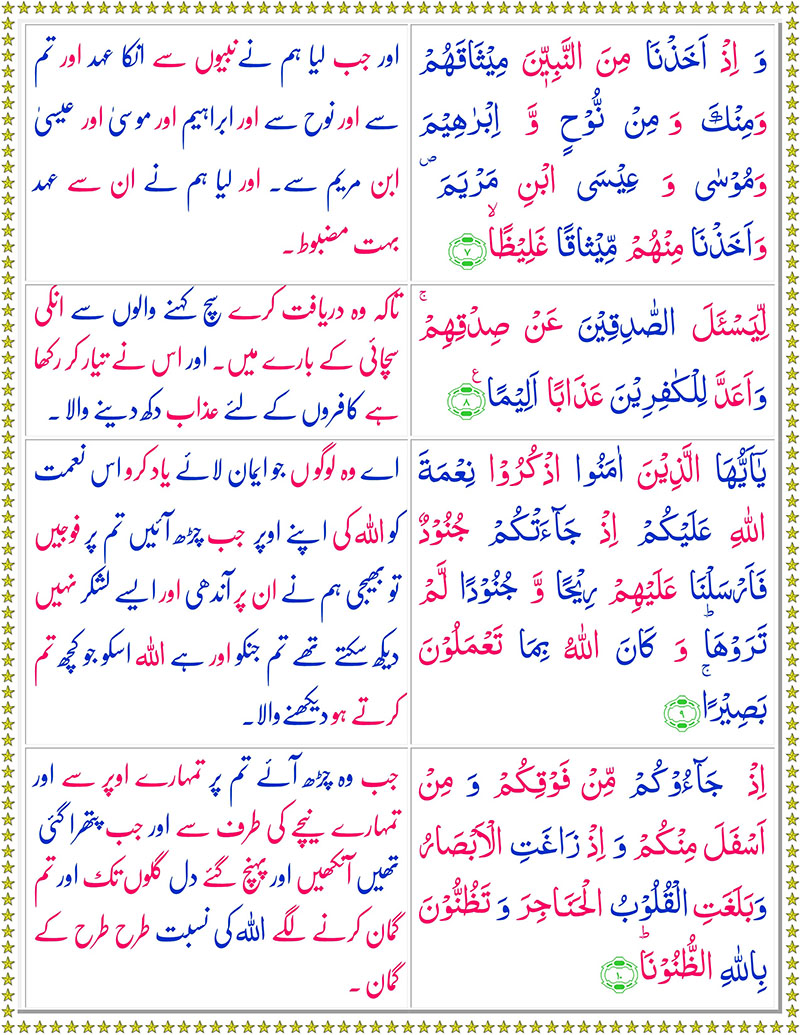 وَ اِذْ اَخَذْنَا مِنَ النَّبِيّٖنَ مِيْثَاقَهُمْ
وَمِنْكَ وَ مِنْ نُّوْحٍ وَّ اِبْرٰهِيْمَ
وَمُوْسٰى وَ عِيْسَى ابْنِ مَرْيَمَ ۪
وَاَخَذْنَا مِنْهُمْ مِّيْثَاقًا غَلِيْظًاۙ ﴿۷﴾
اور جب لیا ہم نے نبیوں سے انکا عہد اور تم
سے اور نوح سے اور ابراہیم اور موسیٰ اور عیسیٰ
ابن مریم سے۔ اور لیا ہم نے ان سے عہد
بہت مضبوط۔
لِّيَسْـَٔلَ الصّٰدِقِيْنَ عَنْ صِدْقِهِمْ ۚ
وَاَعَدَّ لِلْكٰفِرِيْنَ عَذَابًا اَلِيْمًا ؏ ﴿۸﴾
تاکہ وہ دریافت کرے سچ کہنے والوں سے انکی
سچائی کے بارے میں۔ اور اس نے تیار کر رکھا
ہے کافروں کے لئے عذاب دکھ دینے والا ۔
يٰۤاَيُّهَا الَّذِيْنَ اٰمَنُوا اذْكُرُوْا نِعْمَةَ
اللّٰهِ عَلَيْكُمْ اِذْ جَآءَتْكُمْ جُنُوْدٌ
فَاَرْسَلْنَا عَلَيْهِمْ رِيْحًا وَّ جُنُوْدًا لَّمْ
تَرَوْهَا ؕ وَ كَانَ اللّٰهُ بِمَا تَعْمَلُوْنَ
بَصِيْرًا ۚ ﴿۹﴾
اے وہ لوگوں جو ایمان لائے یاد کرو اس نعمت
کو اللہ کی اپنے اوپر جب چڑھ آئیں تم پر فوجیں
تو بھیجی ہم نے ان پر آندھی اور ایسے لشکر نہیں
دیکھ سکتے تھے تم جنکو اور ہے اللہ اسکو جو کچھ تم
کرتے ہو دیکھنے والا۔
اِذْ جَآءُوْكُمْ مِّنْ فَوْقِكُمْ وَ مِنْ
اَسْفَلَ مِنْكُمْ وَ اِذْ زَاغَتِ الْاَبْصَارُ
وَبَلَغَتِ الْقُلُوْبُ الْحَنَاجِرَ وَ تَظُنُّوْنَ
بِاللّٰهِ الظُّنُوْنَا ؕ ﴿۱۰﴾
جب وہ چڑھ آئے تم پر تمہارے اوپر سے اور
تمہارے نیچے کی طرف سے اور جب پتھرا گئی
تھیں آنکھیں اور پہنچ گئے دل گلوں تک اور تم
گمان کرنے لگے اللہ کی نسبت طرح طرح کے
گمان ۔